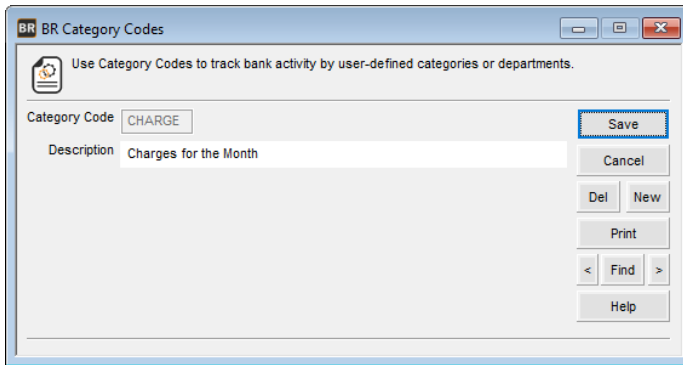 BR BR Category Codes
Use Category Codes to track bank activity by user-defined categories or departments.
Category Code CHARGE
Description Charges for the Month
Save
Cancel
Del New
Print
< Find >
Help